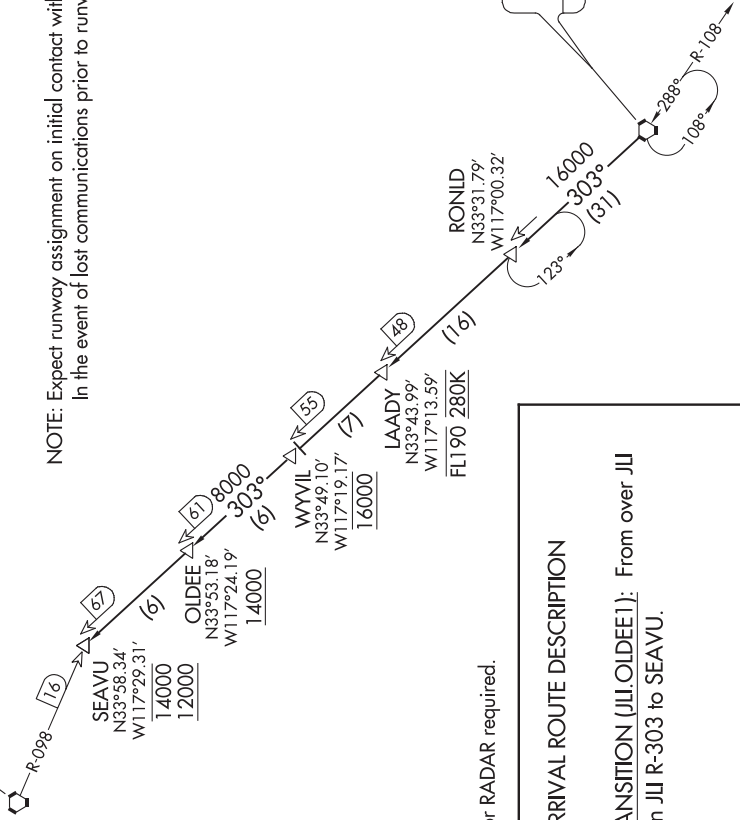 NOTE: Expect runway assignment on initial contact with
In the event of lost communications prior to runw
R-108
288°
108°
16000
303°
(31)
RONLD
N33°31.79'
W117°00.32'
123°
(16)
48
LAADY
N33°43.99'
W117°13.59'
FL190 280K
(7)
55
WYVIL
N33°49.10'
W117°19.17'
16000
8000
303°
(6)
61
OLDEE
N33°53.18'
W117°24.19'
14000
(6)
67
SEAVU
N33°58.34'
W117°29.31'
14000
12000
16
R-098
r RADAR required.
RRIVAL ROUTE DESCRIPTION
ANSITION (JLI.OLDEE1): From over JLI
n JLI R-303 to SEAVU.